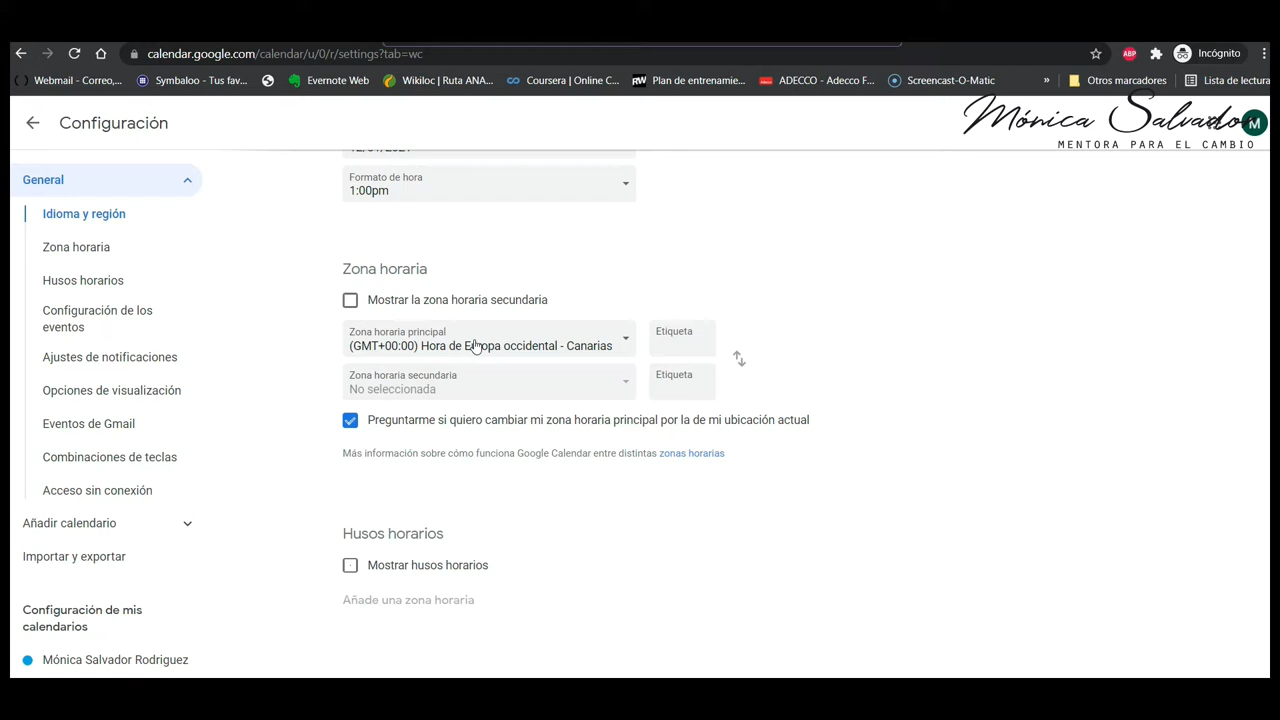 calendar.google.com/calendar/u/0/r/settings?tab=wc
ABP
Incógnito
Webmail - Correo,...
Symbaloo - Tus fav...
Evernote Web
Wikiloc | Ruta ANA...
Coursera | Online C...
RW
Plan de entrenamie...
ADECCO - Adecco F...
Screencast-O-Matic
»
Otros marcadores
Lista de lectura
Configuración
Mónica Salvador
M
MENTORA PARA EL CAMBIO
General
Formato de hora
1:00pm
Idioma y región
Zona horaria
Husos horarios
Configuración de los
eventos
Ajustes de notificaciones
Opciones de visualización
Eventos de Gmail
Combinaciones de teclas
Acceso sin conexión
Añadir calendario
Importar y exportar
Configuración de mis
calendarios
Mónica Salvador Rodriguez
Zona horaria
Mostrar la zona horaria secundaria
Zona horaria principal
(GMT+00:00) Hora de Europa occidental - Canarias
Etiqueta
Zona horaria secundaria
No seleccionada
Etiqueta
Preguntarme si quiero cambiar mi zona horaria principal por la de mi ubicación actual
Más información sobre cómo funciona Google Calendar entre distintas zonas horarias
Husos horarios
Mostrar husos horarios
Añade una zona horaria